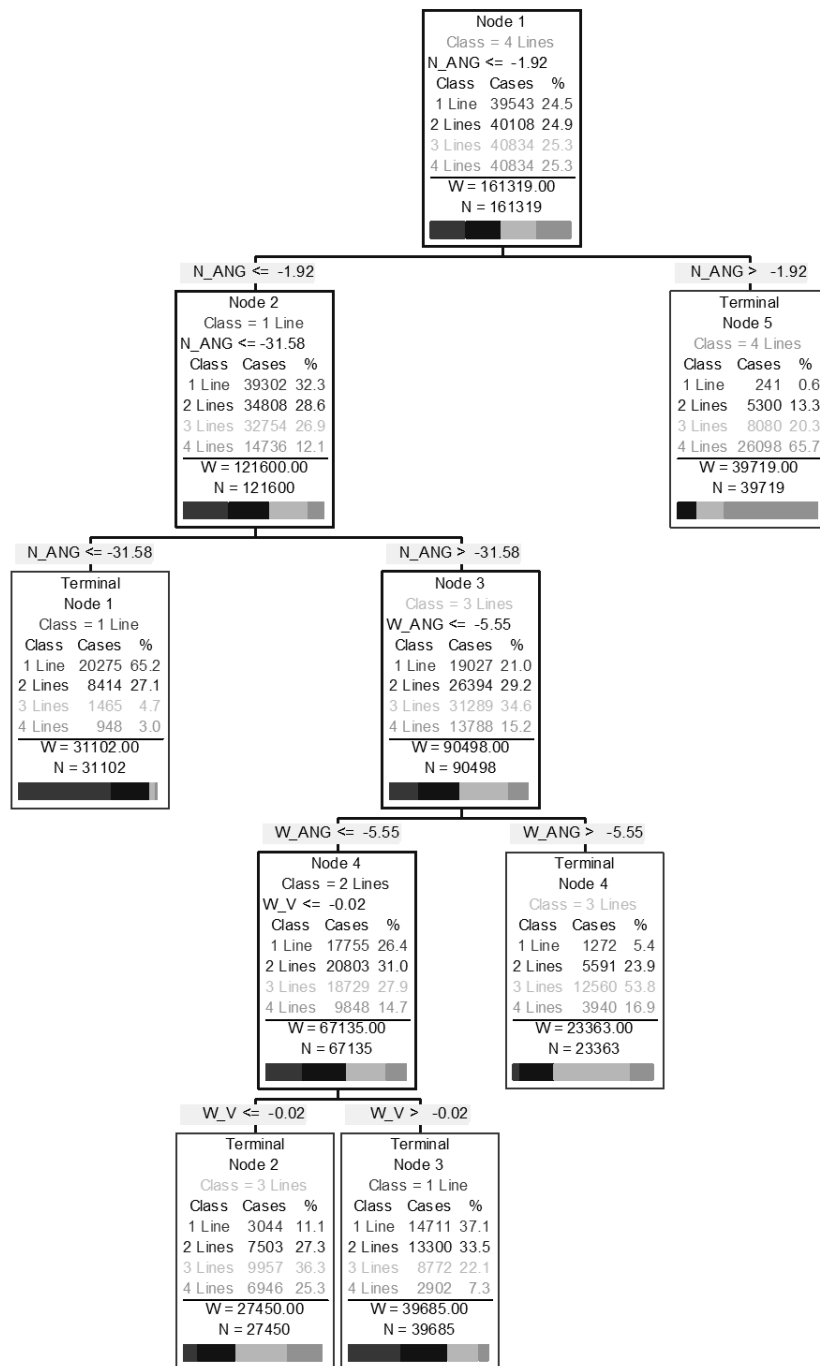 Node 1
Class = 4 Lines
N_ANG <= -1.92
Class Cases %
1 Line 39543 24.5
2 Lines 40108 24.9
3 Lines 40834 25.3
4 Lines 40834 25.3
W = 161319.00
N = 161319
N_ANG <= -1.92
N_ANG > -1.92
Node 2
Class = 1 Line
N_ANG <= -31.58
Class Cases %
1 Line 39302 32.3
2 Lines 34808 28.6
3 Lines 32754 26.9
4 Lines 14736 12.1
W = 121600.00
N = 121600
Terminal
Node 5
Class = 4 Lines
Class Cases %
1 Line 241 0.6
2 Lines 5300 13.3
3 Lines 8080 20.3
4 Lines 26098 65.7
W = 39719.00
N = 39719
N_ANG <= -31.58
N_ANG > -31.58
Terminal
Node 1
Class = 1 Line
Class Cases %
1 Line 20275 65.2
2 Lines 8414 27.1
3 Lines 1465 4.7
4 Lines 948 3.0
W = 31102.00
N = 31102
Node 3
Class = 3 Lines
W_ANG <= -5.55
Class Cases %
1 Line 19027 21.0
2 Lines 26394 29.2
3 Lines 31289 34.6
4 Lines 13788 15.2
W = 90498.00
N = 90498
W_ANG <= -5.55
W_ANG > -5.55
Node 4
Class = 2 Lines
W_V <= -0.02
Class Cases %
1 Line 17755 26.4
2 Lines 20803 31.0
3 Lines 18729 27.9
4 Lines 9848 14.7
W = 67135.00
N = 67135
Terminal
Node 4
Class = 3 Lines
Class Cases %
1 Line 1272 5.4
2 Lines 5591 23.9
3 Lines 12560 53.8
4 Lines 3940 16.9
W = 23363.00
N = 23363
W_V <= -0.02
W_V > -0.02
Terminal
Node 2
Class = 3 Lines
Class Cases %
1 Line 3044 11.1
2 Lines 7503 27.3
3 Lines 9957 36.3
4 Lines 6946 25.3
W = 27450.00
N = 27450
Terminal
Node 3
Class = 1 Line
Class Cases %
1 Line 14711 37.1
2 Lines 13300 33.5
3 Lines 8772 22.1
4 Lines 2902 7.3
W = 39685.00
N = 39685